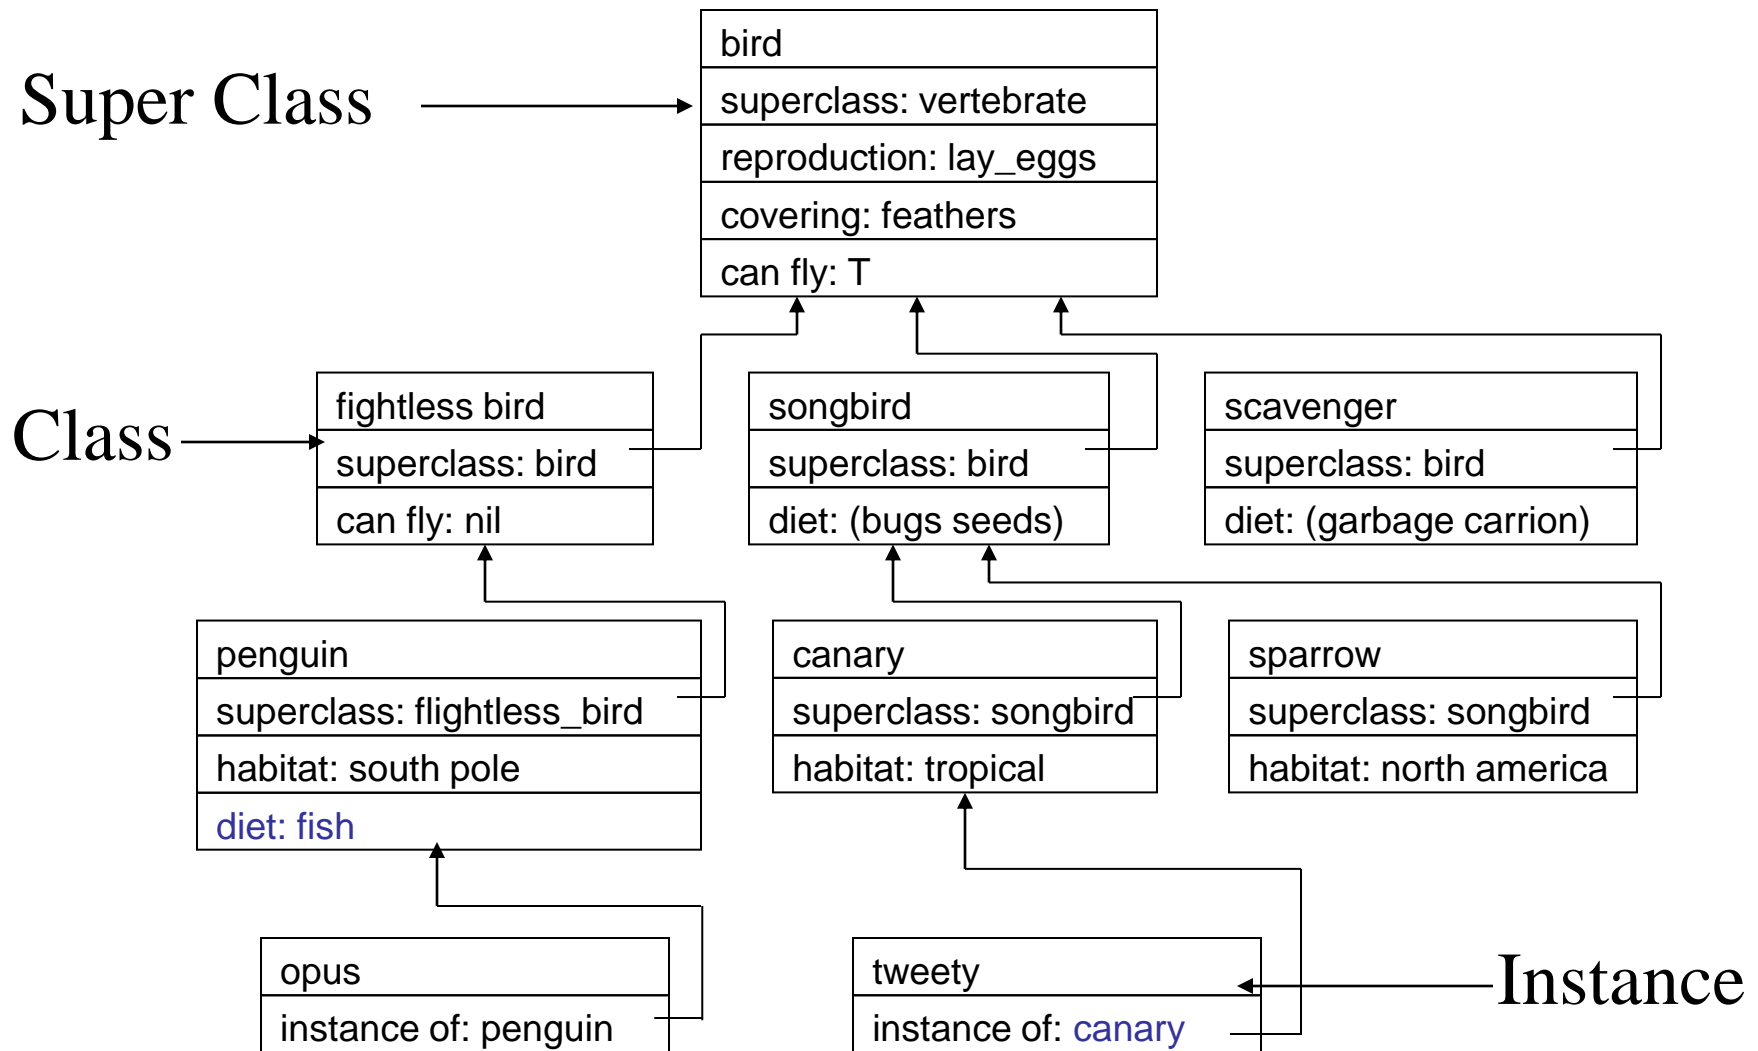 bird
Super Class
superclass: vertebrate
reproduction: lay_eggs
covering: feathers
can fly: T
Class
fightless bird
superclass: bird
can fly: nil
songbird
superclass: bird
diet: (bugs seeds)
scavenger
superclass: bird
diet: (garbage carrion)
penguin
superclass: flightless_bird
habitat: south pole
diet: fish
canary
superclass: songbird
habitat: tropical
sparrow
superclass: songbird
habitat: north america
opus
instance of: penguin
tweety
instance of: canary
Instance